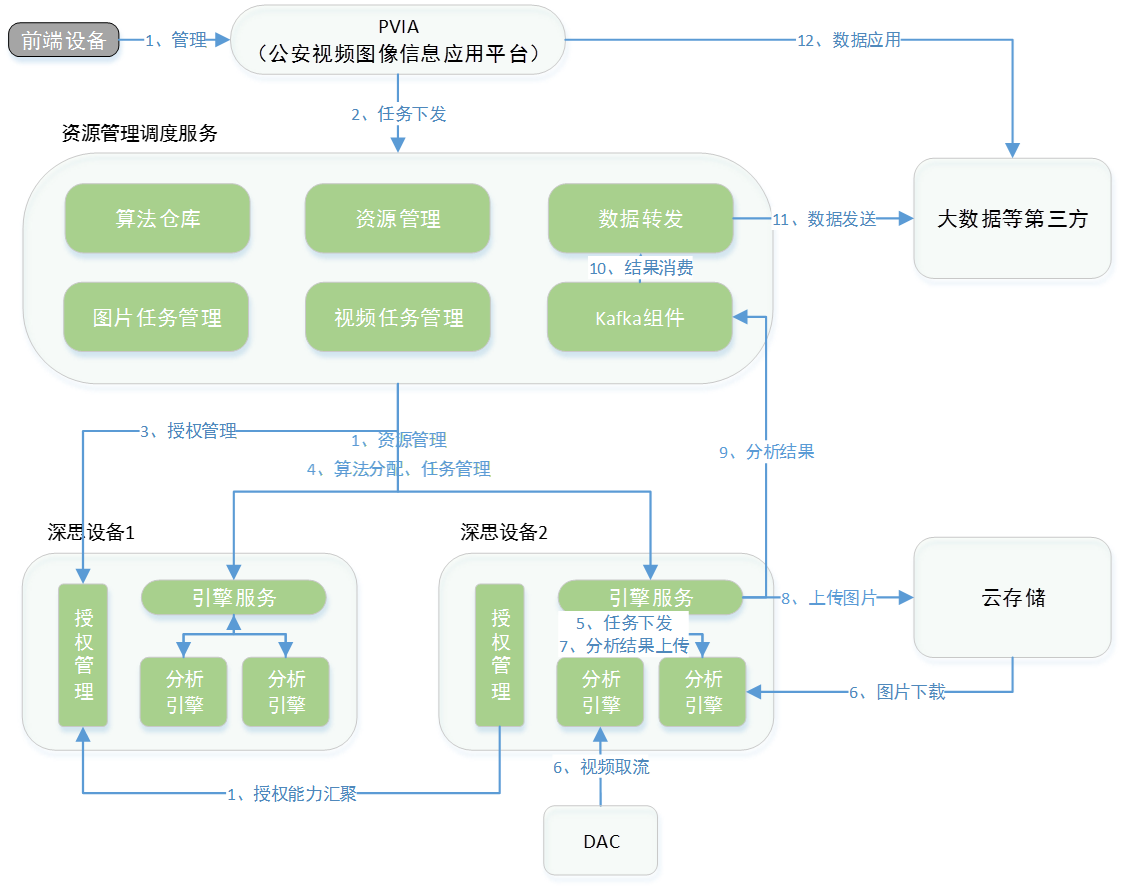 前端设备
1、管理
PVIA
（公安视频图像信息应用平台）
12、数据应用
2、任务下发
资源管理调度服务
算法仓库
资源管理
数据转发
11、数据发送
大数据等第三方
10、结果消费
图片任务管理
视频任务管理
Kafka组件
3、授权管理
1、资源管理
4、算法分配、任务管理
9、分析结果
深思设备1
深思设备2
授权管理
引擎服务
分析
引擎
分析
引擎
授权管理
引擎服务
5、任务下发
7、分析结果上传
分析
引擎
分析
引擎
8、上传图片
云存储
6、图片下载
6、视频取流
1、授权能力汇聚
DAC